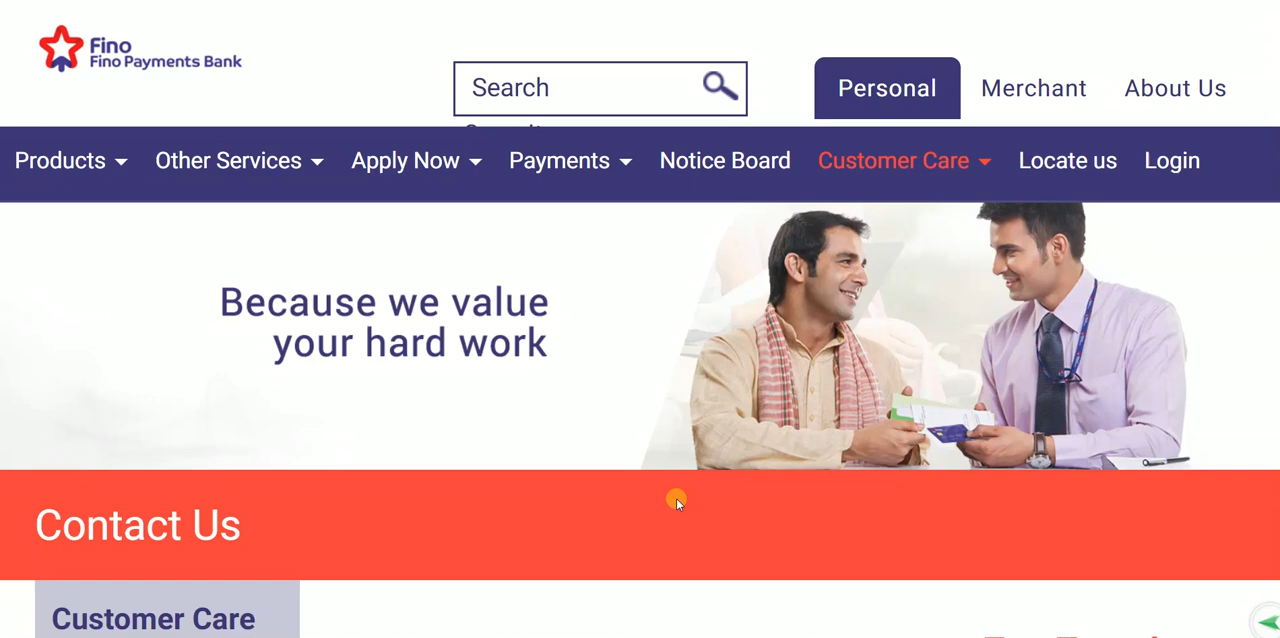 Fino
Fino Payments Bank
Search
Personal
Merchant
About Us
Products
Other Services
Apply Now
Payments
Notice Board
Customer Care
Locate us
Login
Because we value
your hard work
Contact Us
Customer Care